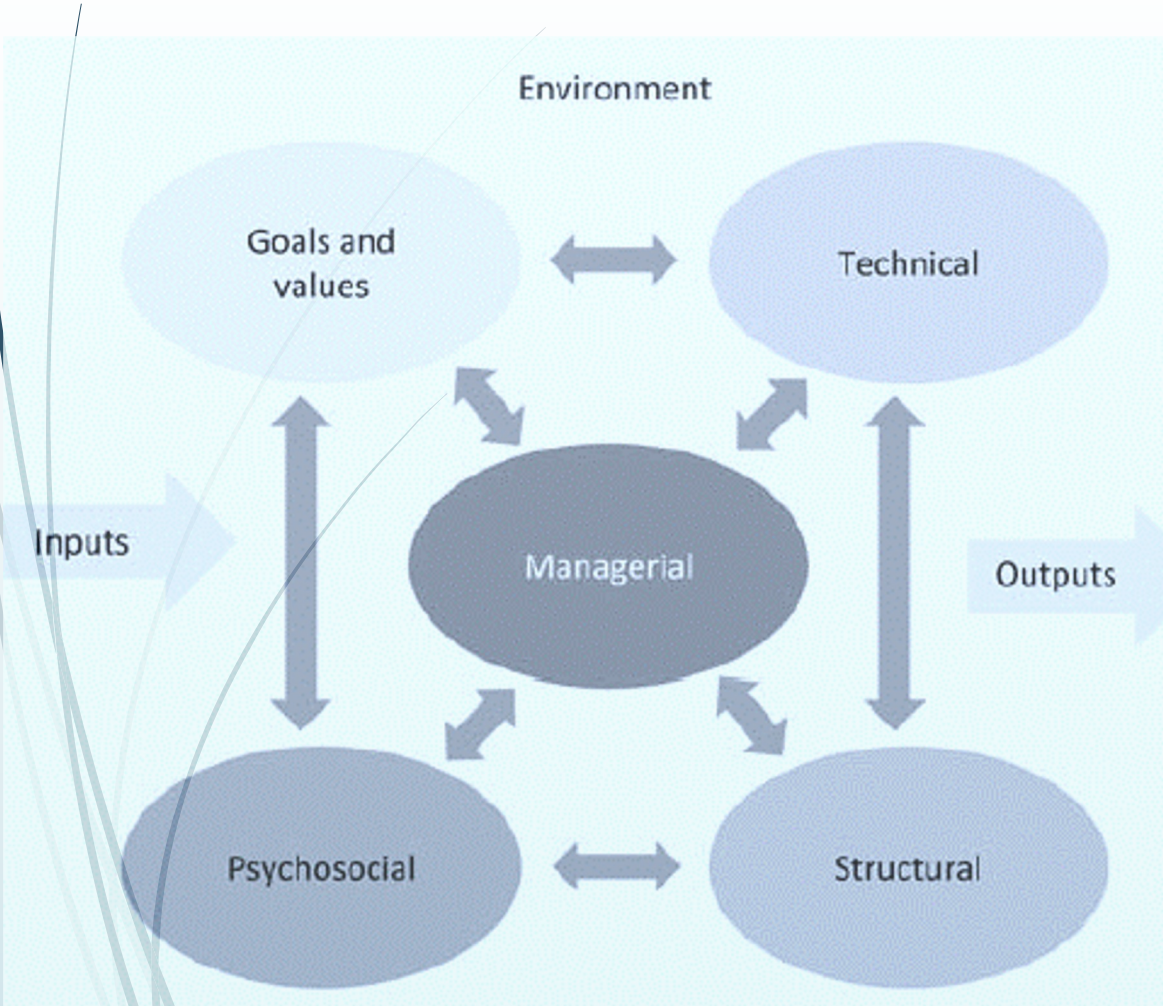 Environment
Goals and
values
Technical
Inputs
Managerial
Outputs
Psychosocial
Structural